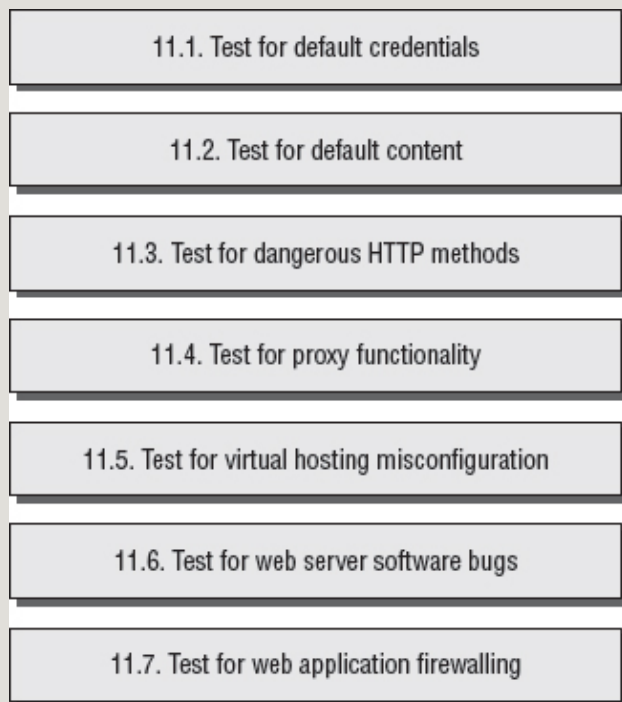 11.1. Test for default credentials
11.2. Test for default content
11.3. Test for dangerous HTTP methods
11.4. Test for proxy functionality
11.5. Test for virtual hosting misconfiguration
11.6. Test for web server software bugs
11.7. Test for web application firewalling